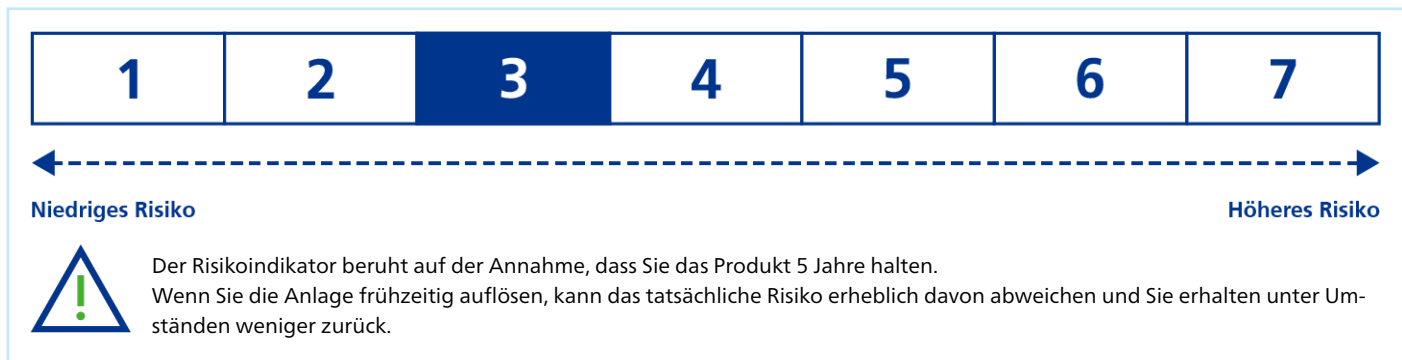 1 2 3 4 5 6 7
Niedriges Risiko Höheres Risiko
Der Risikoindikator beruht auf der Annahme, dass Sie das Produkt 5 Jahre halten.
Wenn Sie die Anlage frühzeitig auflösen, kann das tatsächliche Risiko erheblich davon abweichen und Sie erhalten unter Um-
ständen weniger zurück.